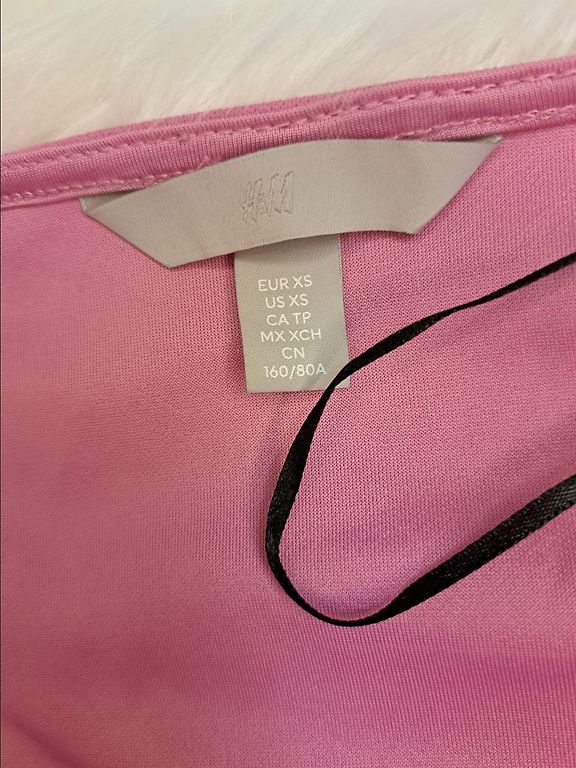 H&M
EUR XS
US XS
CA TP
MX XCH
CN
160/80A